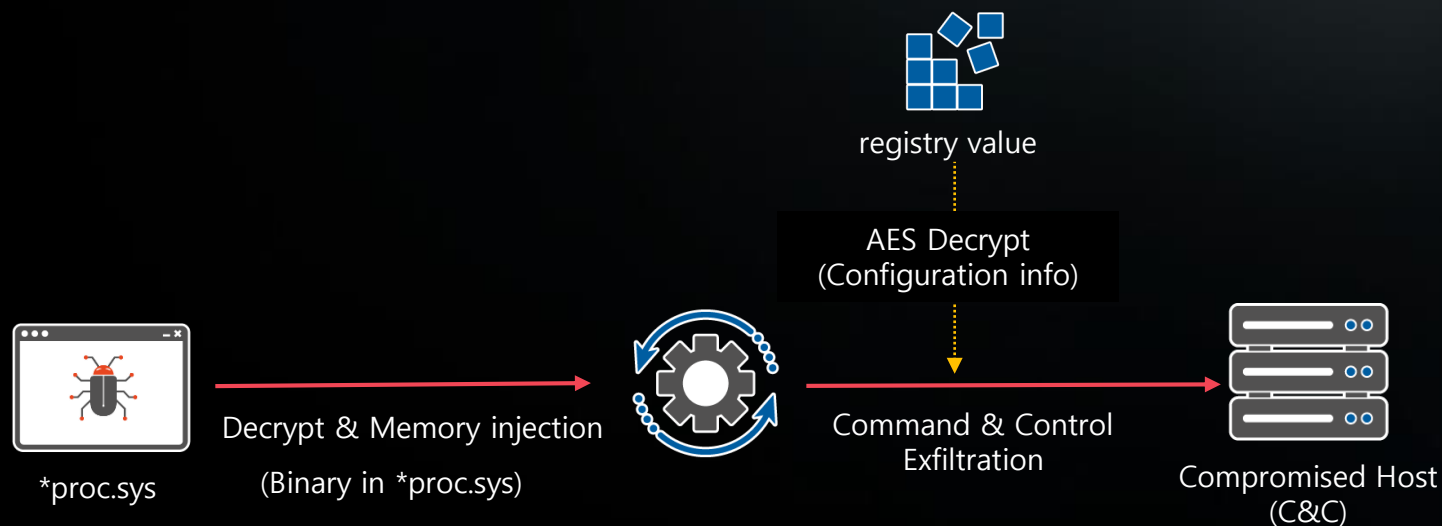 registry value
AES Decrypt
(Configuration info)
*proc.sys
Decrypt & Memory injection
(Binary in *proc.sys)
Command & Control
Exfiltration
Compromised Host
(C&C)